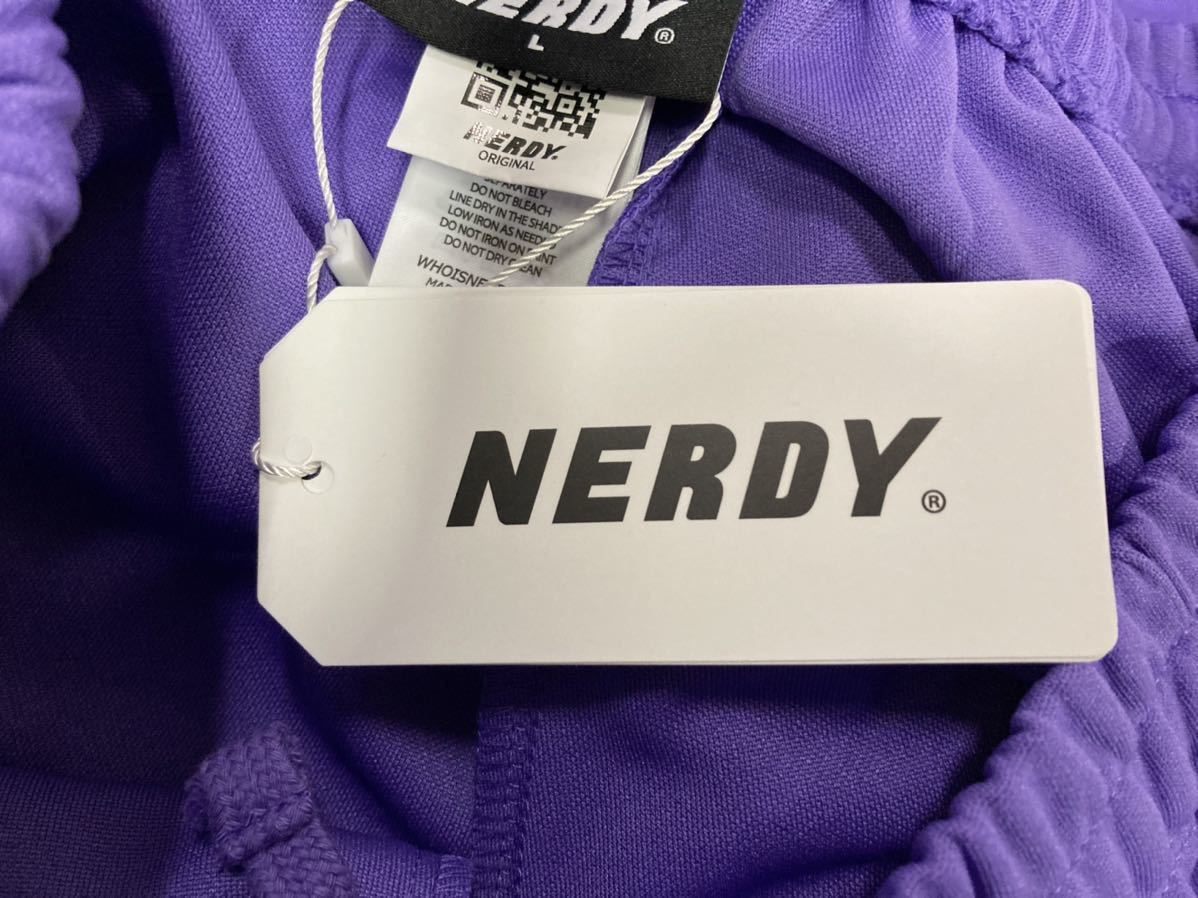 NERDY®
L
NERDY.
ORIGINAL
SEPARATELY
DO NOT BLEACH
LINE DRY IN THE SHADE
LOW IRON AS NEEDED
DO NOT IRON ON PRINT
DO NOT DRY CLEAN
NERDY®